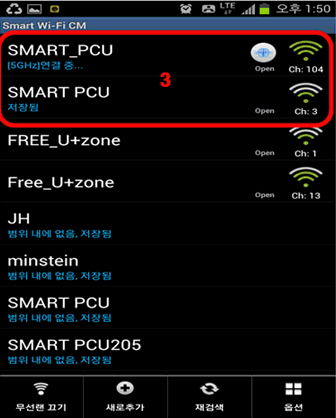 LTE 오후 1:50
Smart Wi-Fi CM
SMART_PCU
[5GHz]연결 중...
Open
Ch: 104
3
SMART PCU
저장됨
Open
Ch: 3
FREE_U+zone
Open
Ch: 1
Free_U+zone
Open
Ch: 13
JH
범위 내에 없음, 저장됨
minstein
범위 내에 없음, 저장됨
SMART PCU
범위 내에 없음, 저장됨
SMART PCU205
범위 내에 없음, 저장됨
무선랜 끄기 새로추가 재검색 옵션